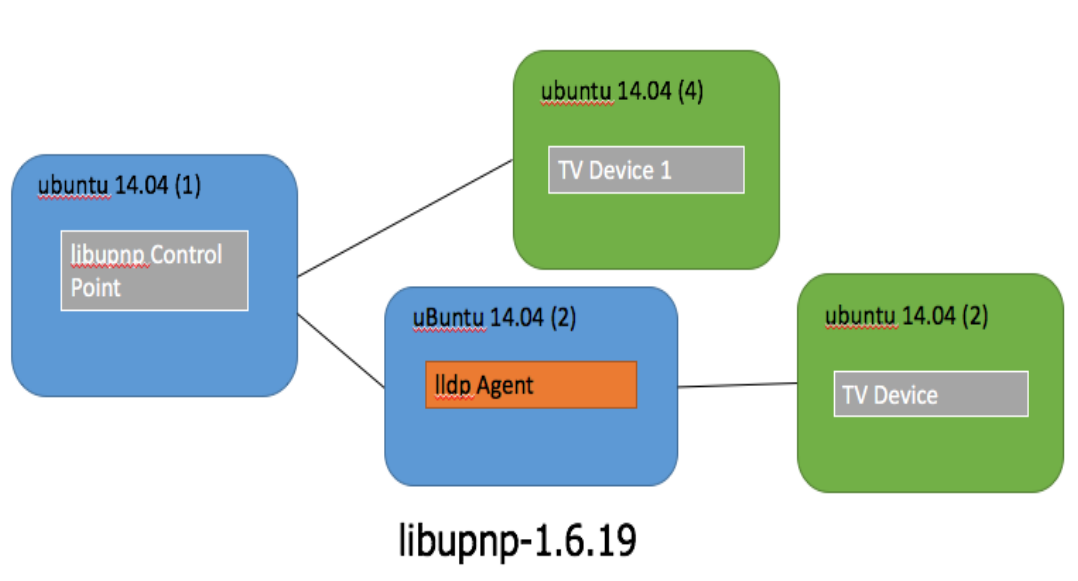 ubuntu 14.04 (4)
TV Device 1
ubuntu 14.04 (1)
libupnp Control
Point
uBuntu 14.04 (2)
lldp Agent
ubuntu 14.04 (2)
TV Device
libupnp-1.6.19